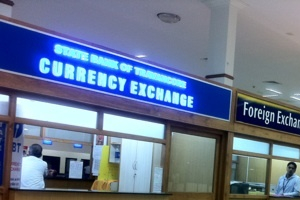 STATE BANK OF TRAVANCORE
CURRENCY EXCHANGE
Foreign Exchan